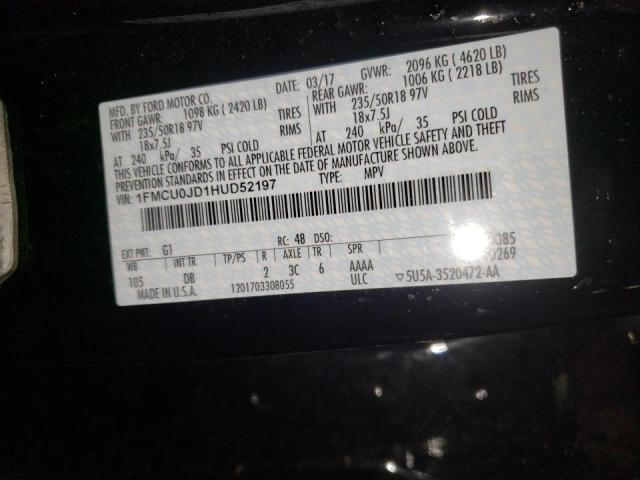 MFD. BY FORD MOTOR CO. DATE: 03/17 GVWR: 2096 KG ( 4620 LB)
FRONT GAWR: 1098 KG ( 2420 LB) REAR GAWR: 1006 KG ( 2218 LB)
WITH 235/50R18 97V TIRES 235/50R18 97V TIRES
18x7.5J RIMS 18x7.5J RIMS
AT 240 kPa/ 35 PSI COLD AT 240 kPa/ 35 PSI COLD
THIS VEHICLE CONFORMS TO ALL APPLICABLE FEDERAL MOTOR VEHICLE SAFETY AND THEFT
PREVENTION STANDARDS IN EFFECT ON THE DATE OF MANUFACTURE SHOWN ABOVE.
VIN: 1FMCU0JD1HUD52197 TYPE: MPV
EXT PNT: G1 RC: 48 DSO: 085
WB INT TR TP/PS R AXLE TR SPR 0269
105 DB 2 3C 6 AAAA
MADE IN U.S.A. 1201703308055 ULC ▽5U5A-3520472-AA